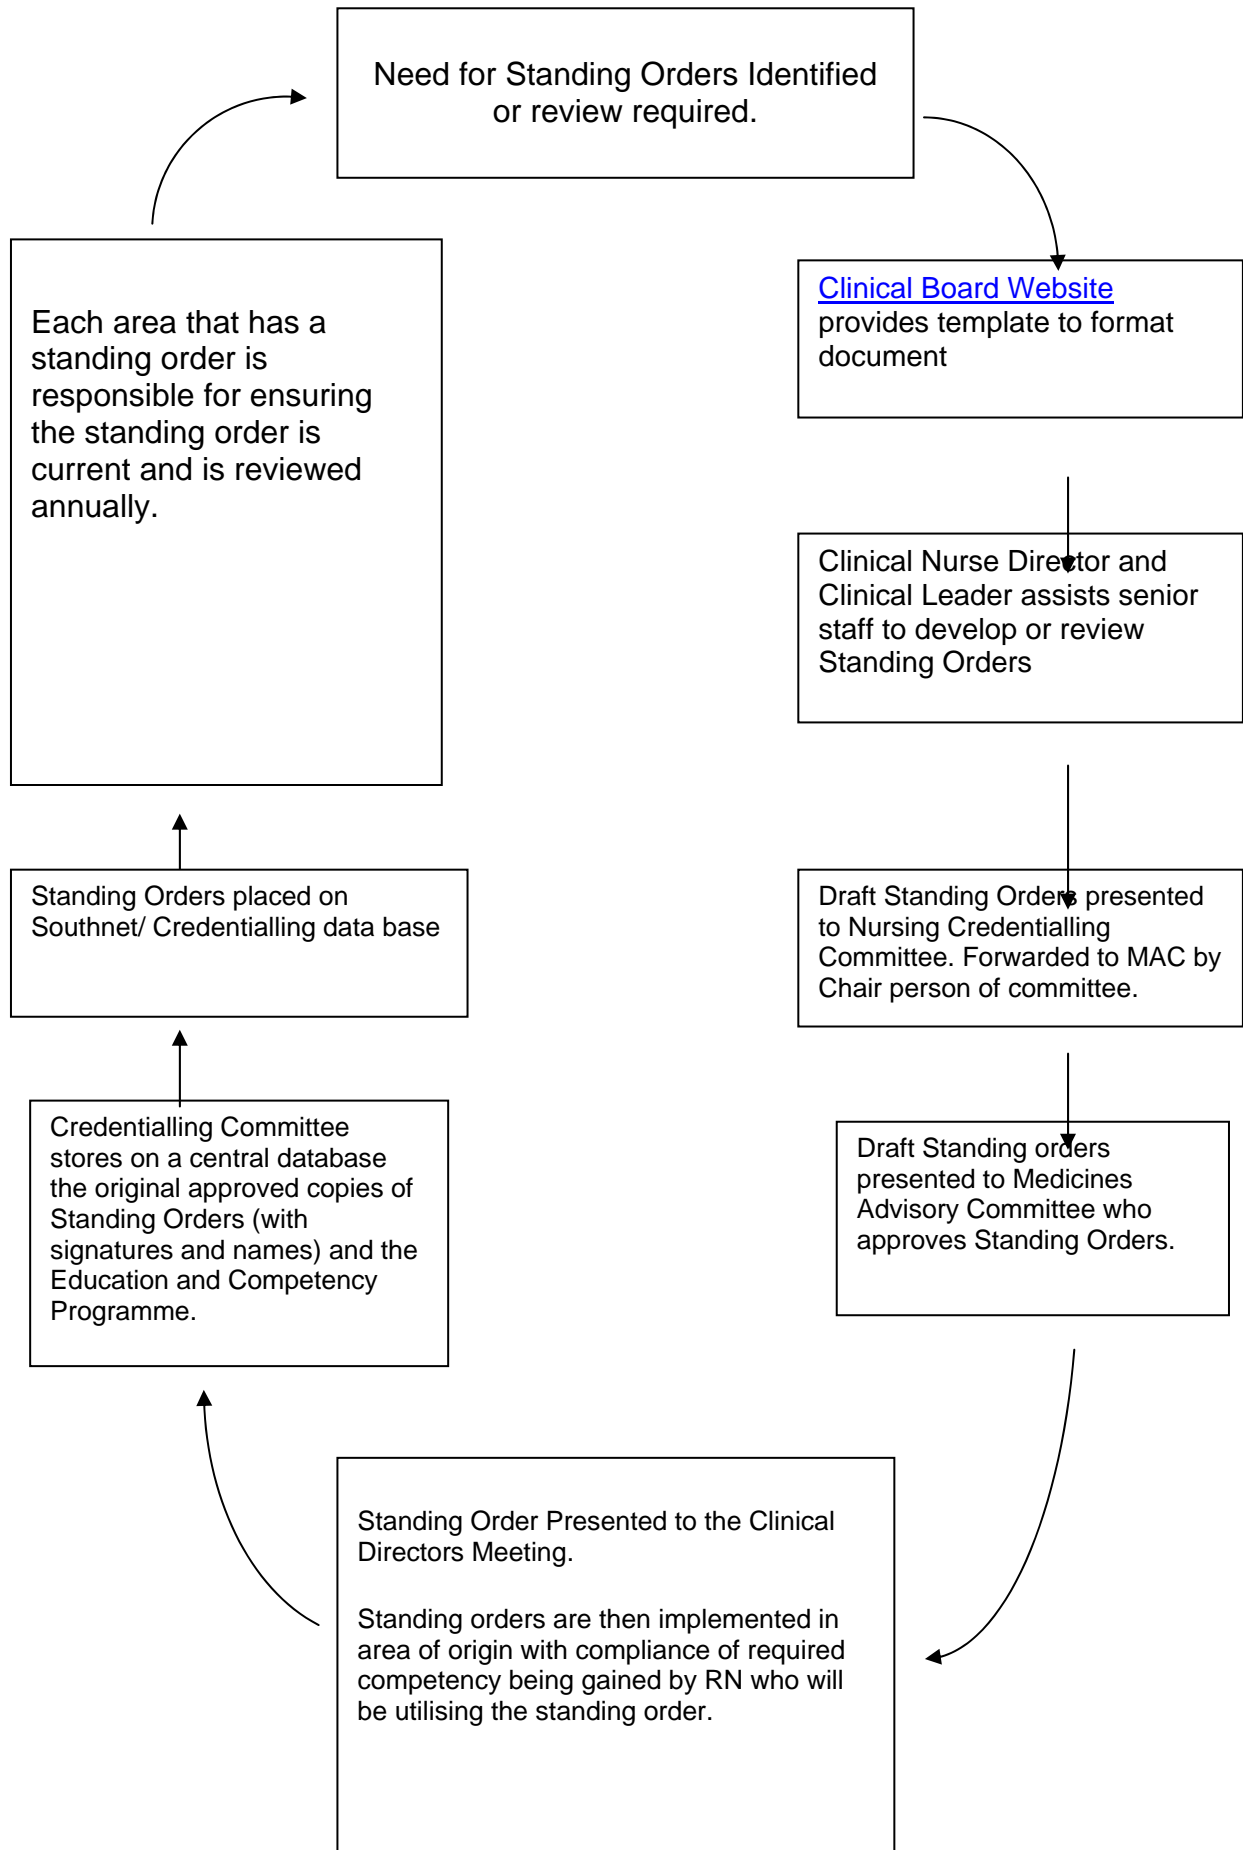 Need for Standing Orders Identified
or review required.
Clinical Board Website
provides template to format
document
Clinical Nurse Director and
Clinical Leader assists senior
staff to develop or review
Standing Orders
Draft Standing Orders presented
to Nursing Credentialling
Committee. Forwarded to MAC by
Chair person of committee.
Draft Standing orders
presented to Medicines
Advisory Committee who
approves Standing Orders.
Standing Order Presented to the Clinical
Directors Meeting.
Standing orders are then implemented in
area of origin with compliance of required
competency being gained by RN who will
be utilising the standing order.
Credentialling Committee
stores on a central database
the original approved copies of
Standing Orders (with
signatures and names) and the
Education and Competency
Programme.
Standing Orders placed on
Southnet/ Credentialling data base
Each area that has a
standing order is
responsible for ensuring
the standing order is
current and is reviewed
annually.